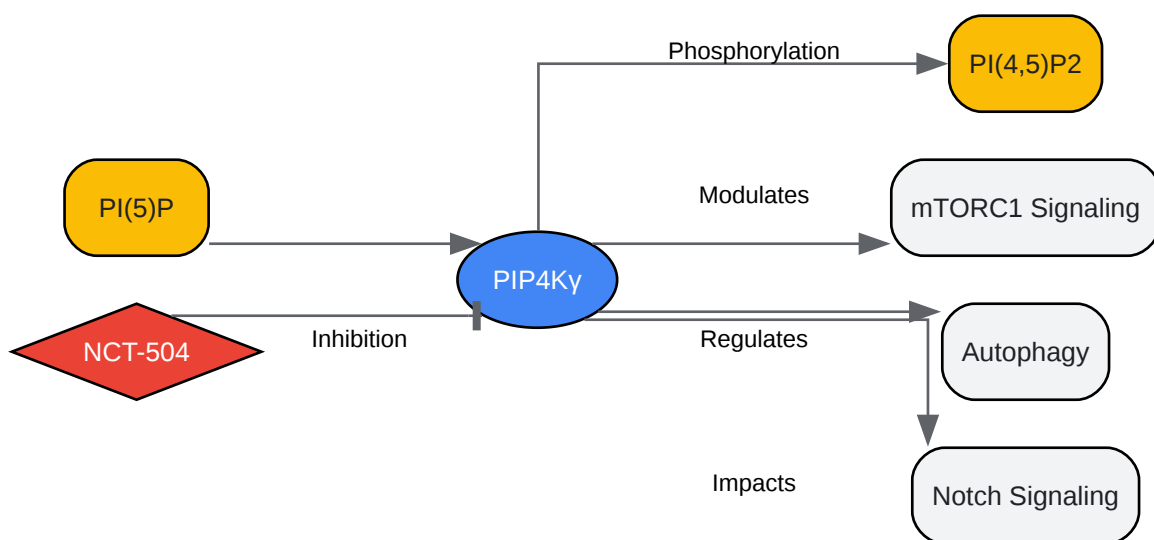 Phosphorylation
PI(4,5)P2
PI(5)P
Modulates
mTORC1 Signaling
PIP4Kγ
NCT-504
Inhibition
Regulates
Autophagy
Impacts
Notch Signaling